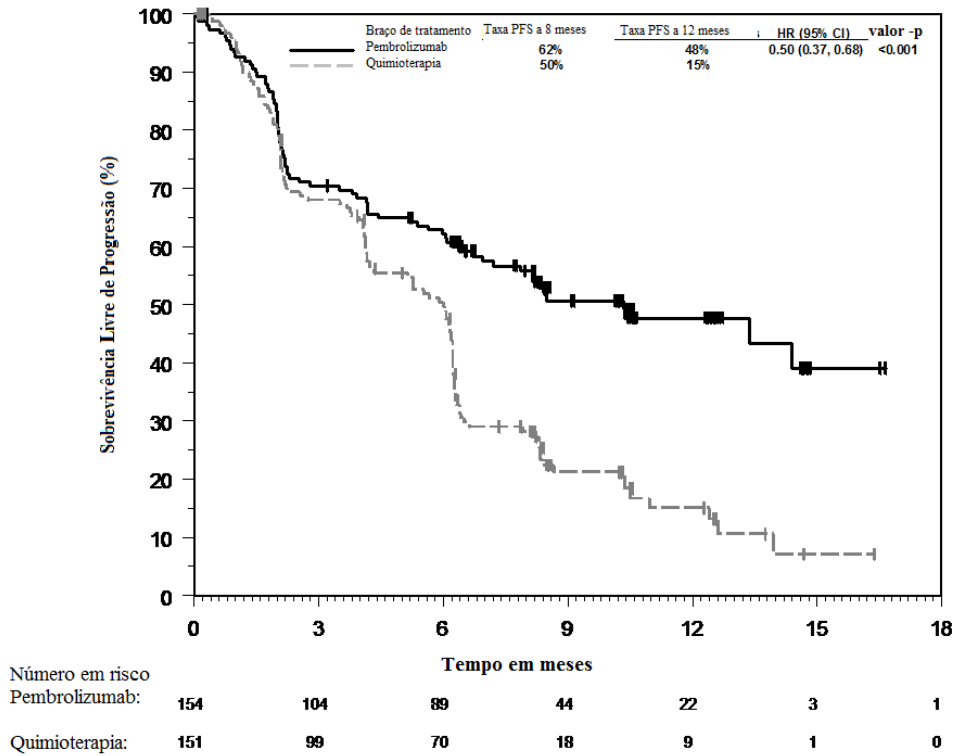 Braço de tratamento Taxa PFS a 8 meses Taxa PFS a 12 meses HR (95% CI) valor -p
Pembrolizumab 62% 48% 0.50 (0.37, 0.68) <0.001
Quimioterapia 50% 15%
Sobrevivência Livre de Progressão (%)
100
90
80
70
60
50
40
30
20
10
0
0 3 6 9 12 15 18
Tempo em meses
Número em risco
Pembrolizumab: 154 104 89 44 22 3 1
Quimioterapia: 151 99 70 18 9 1 0